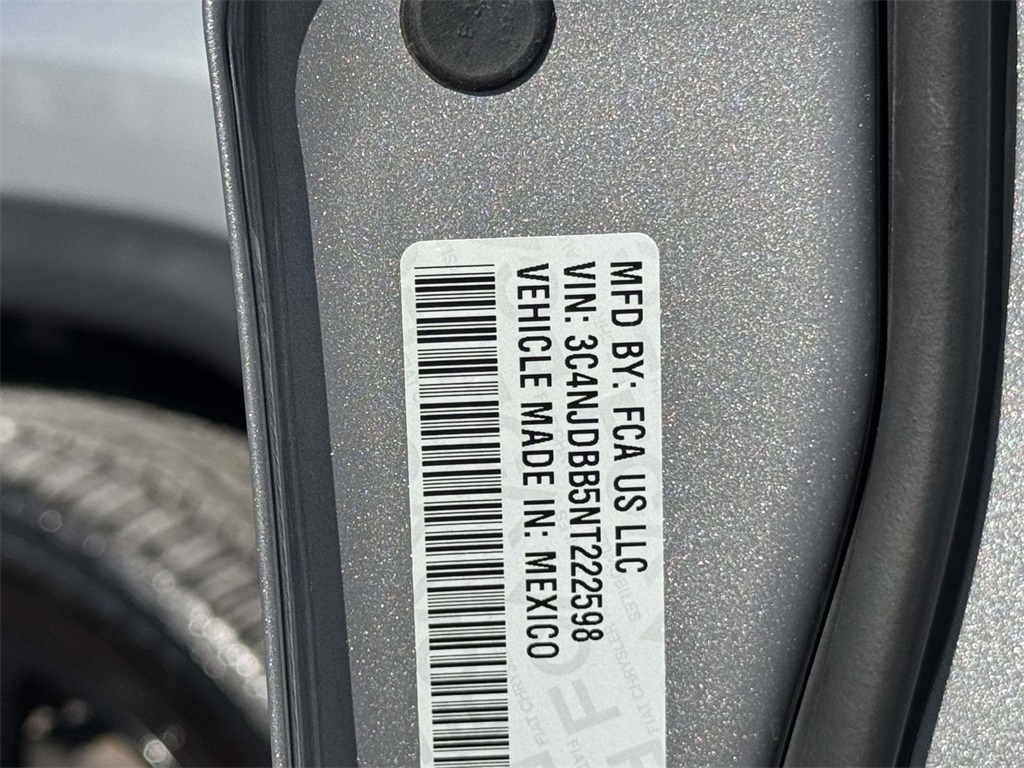 MFD BY: FCA US LLC
VIN: 3C4NJDBB5NT222598
VEHICLE MADE IN: MEXICO